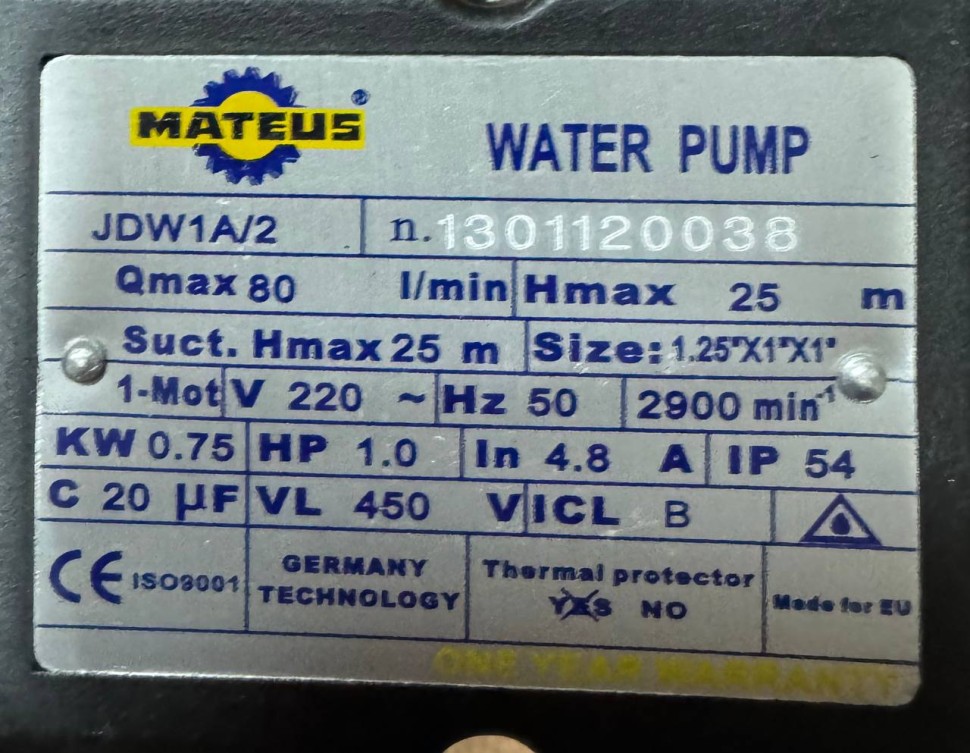 MATEUS ®
WATER PUMP
JDW1A/2 n.1301120038
Qmax 80 l/min Hmax 25 m
Suct. Hmax 25 m Size: 1.25"X1"X1"
1-Mot V 220 ~ Hz 50 2900 min-1
KW 0.75 HP 1.0 In 4.8 A IP 54
C 20 µF VL 450 V ICL B
CE ISO9001 GERMANY TECHNOLOGY Thermal protector YES NO Made for EU
ONE YEAR WARRANTY